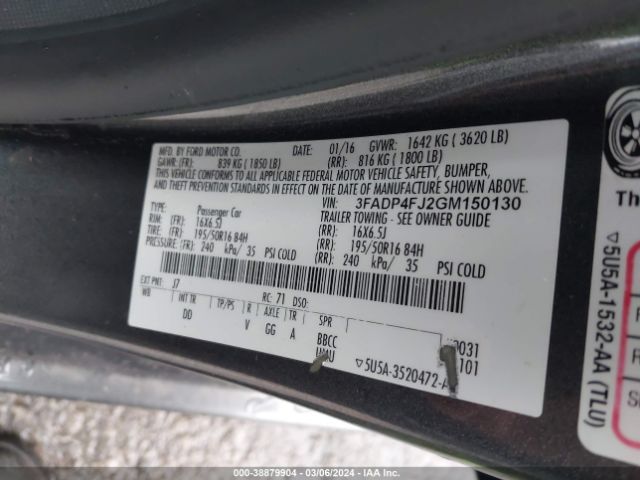 MFD. BY FORD MOTOR CO.
DATE: 01/16 GVWR: 1642 KG ( 3620 LB)
GAWR: (FR): 839 KG ( 1850 LB) (RR): 816 KG ( 1800 LB)
THIS VEHICLE CONFORMS TO ALL APPLICABLE FEDERAL MOTOR VEHICLE SAFETY, BUMPER,
AND THEFT PREVENTION STANDARDS IN EFFECT ON THE DATE OF MANUFACTURE SHOWN ABOVE.
VIN: 3FADP4FJ2GM150130
TYPE: Passenger Car TRAILER TOWING - SEE OWNER GUIDE
RIM: (FR): 16X6.5J (RR): 16X6.5J
TIRE: (FR): 195/50R16 84H (RR): 195/50R16 84H
PRESSURE: (FR): 240 kPa/ 35 PSI COLD (RR): 240 kPa/ 35 PSI COLD
EXT PNT: J7 RC: 71 DSO:
WB INT TR TP/PS R AXLE TR SPR
DD V GG A BBCC
▽5U5A-3520472-A
▽5U5A-1532-AA (TLU)
000-38879904 - 03/06/2024 - IAA Auctions